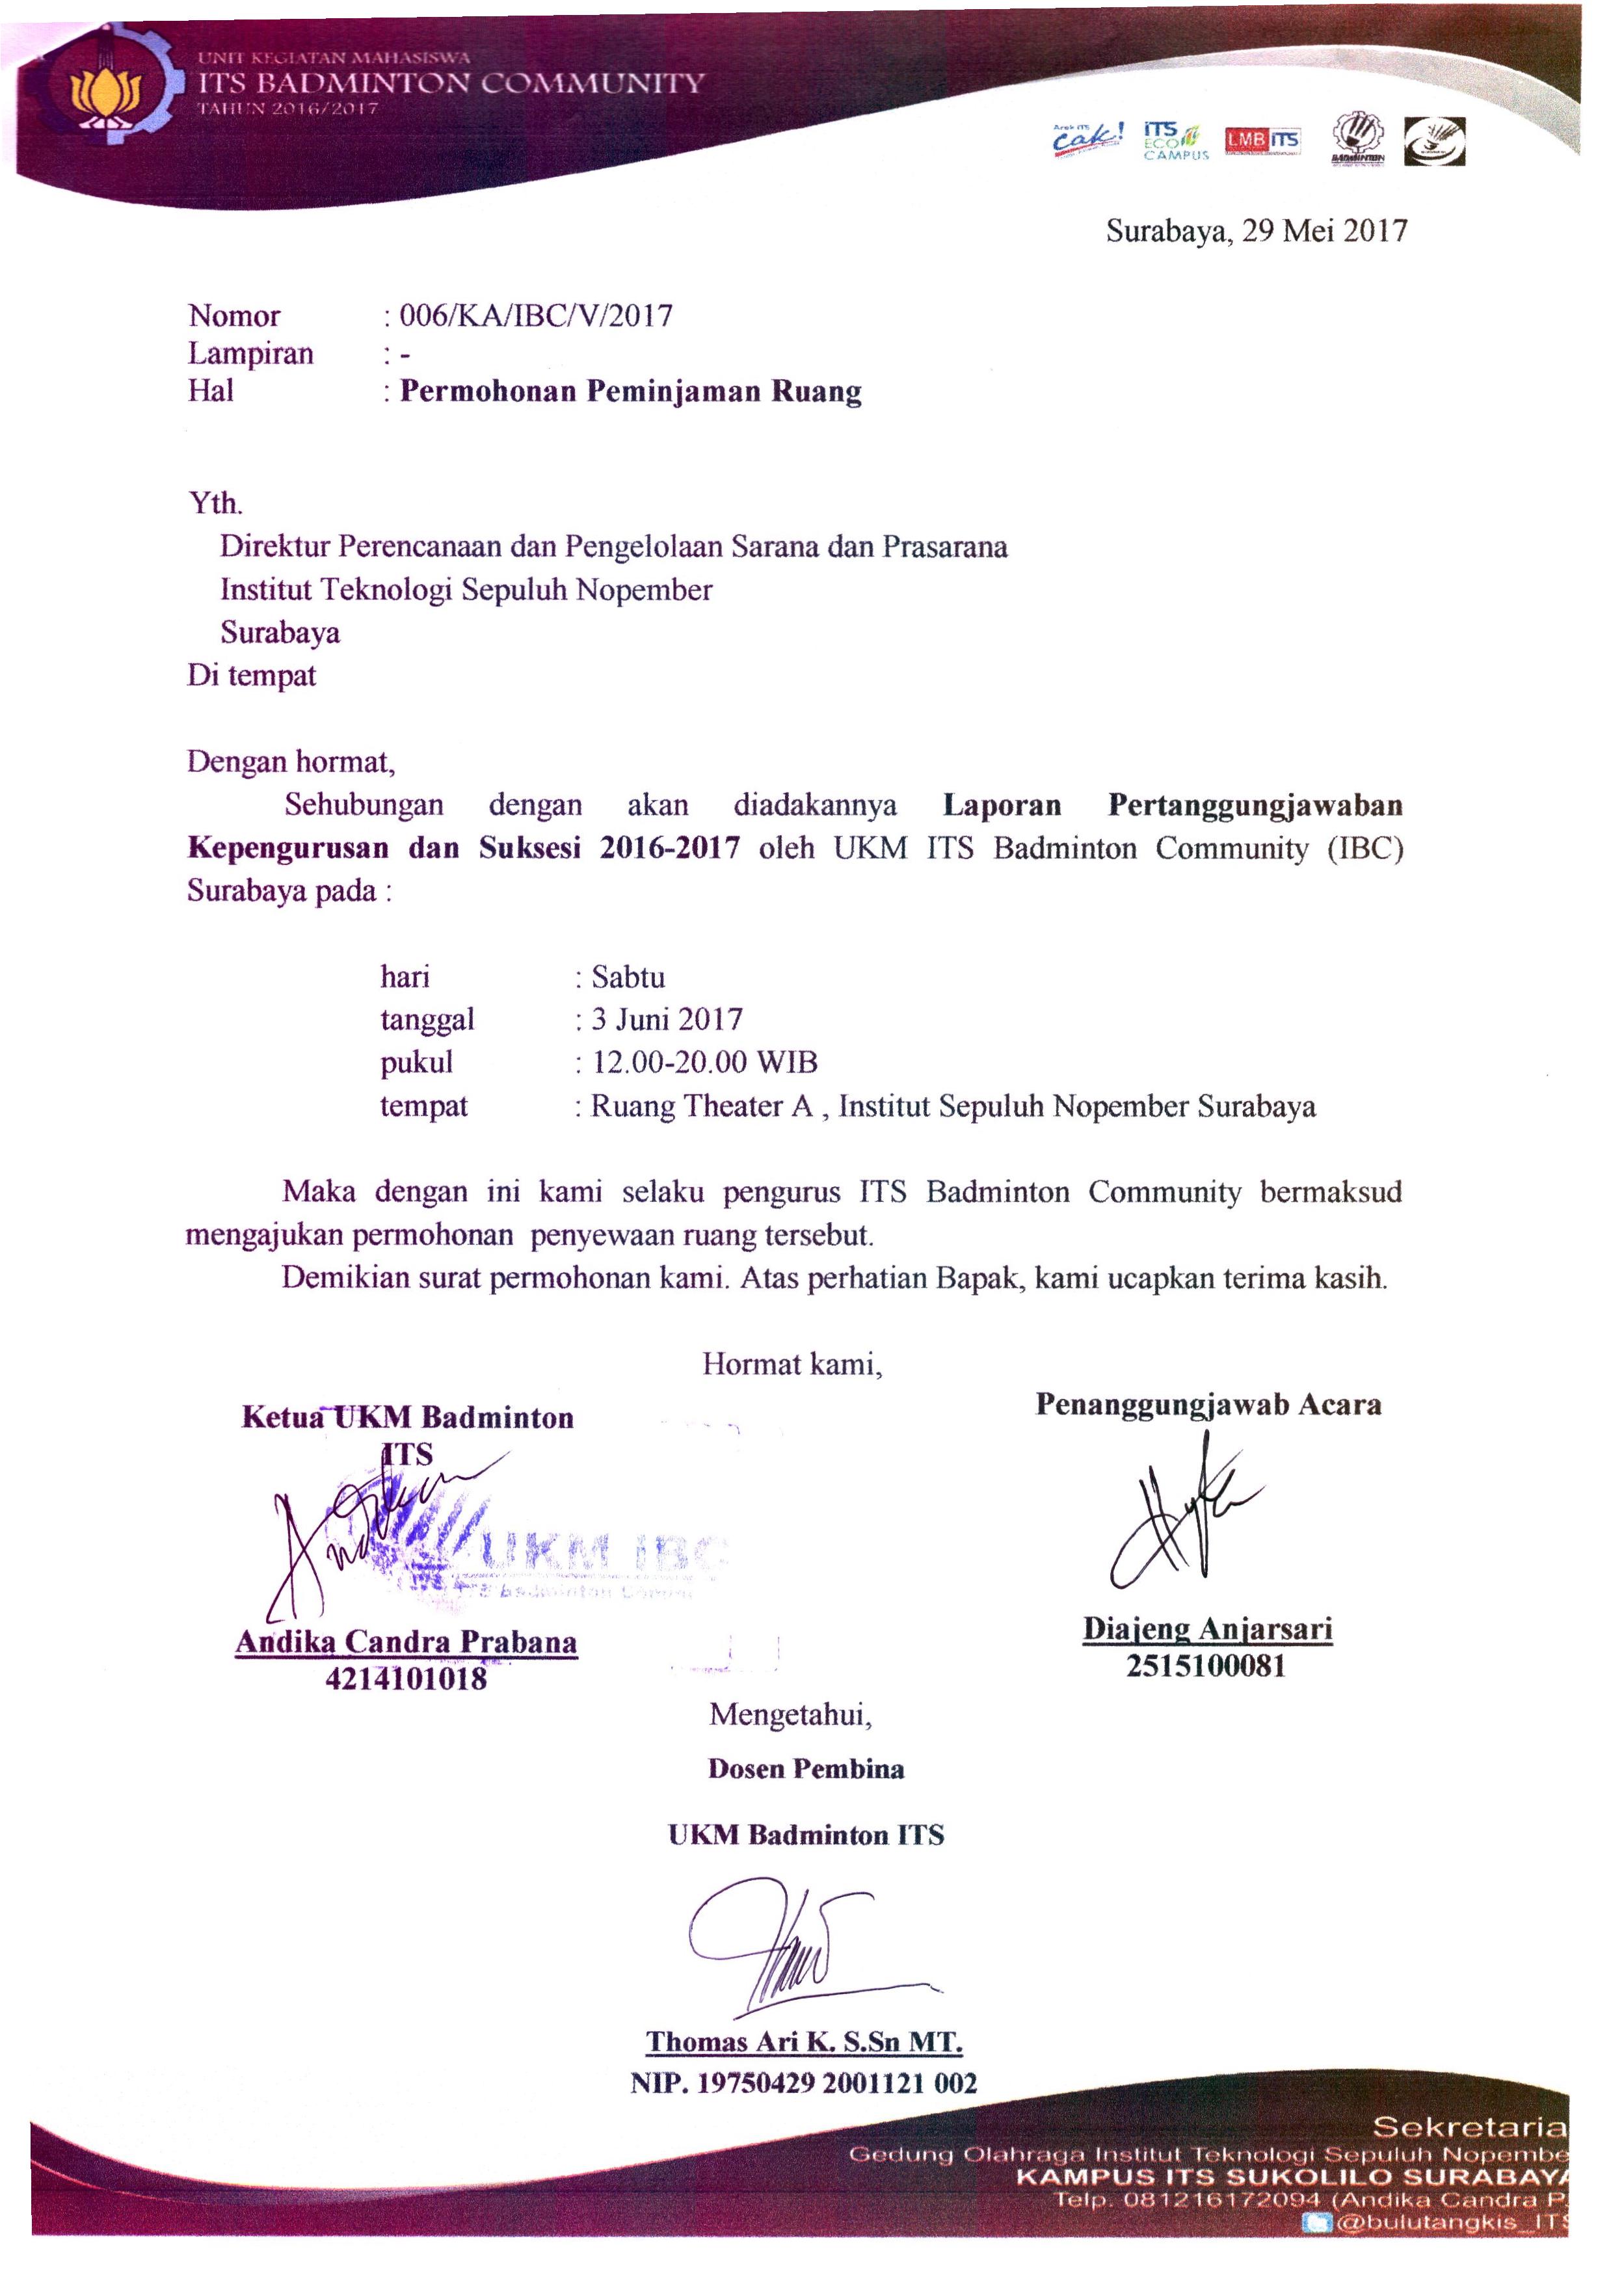 UNIT KEGIATAN MAHASISWA
ITS BADMINTON COMMUNITY
TAHUN 2016/2017
Arek ITS
cak!
ITS
ECO
CAMPUS
LMB ITS
BADMINTON
Surabaya, 29 Mei 2017
Nomor : 006/KA/IBC/V/2017
Lampiran : -
Hal : Permohonan Peminjaman Ruang
Yth.
Direktur Perencanaan dan Pengelolaan Sarana dan Prasarana
Institut Teknologi Sepuluh Nopember
Surabaya
Di tempat
Dengan hormat,
Sehubungan dengan akan diadakannya Laporan Pertanggungjawaban
Kepengurusan dan Suksesi 2016-2017 oleh UKM ITS Badminton Community (IBC)
Surabaya pada :
hari : Sabtu
tanggal : 3 Juni 2017
pukul : 12.00-20.00 WIB
tempat : Ruang Theater A , Institut Sepuluh Nopember Surabaya
Maka dengan ini kami selaku pengurus ITS Badminton Community bermaksud
mengajukan permohonan penyewaan ruang tersebut.
Demikian surat permohonan kami. Atas perhatian Bapak, kami ucapkan terima kasih.
Hormat kami,
Ketua UKM Badminton
ITS
Penanggungjawab Acara
UKM IBC
Andika Candra Prabana
4214101018
Diajeng Anjarsari
2515100081
Mengetahui,
Dosen Pembina
UKM Badminton ITS
Thomas Ari K. S.Sn MT.
NIP. 19750429 2001121 002
Sekretaria
Gedung Olahraga Institut Teknologi Sepuluh Nopembe
KAMPUS ITS SUKOLILO SURABAYA
Telp. 081216172094 (Andika Candra P.
@bulutangkis_ITS